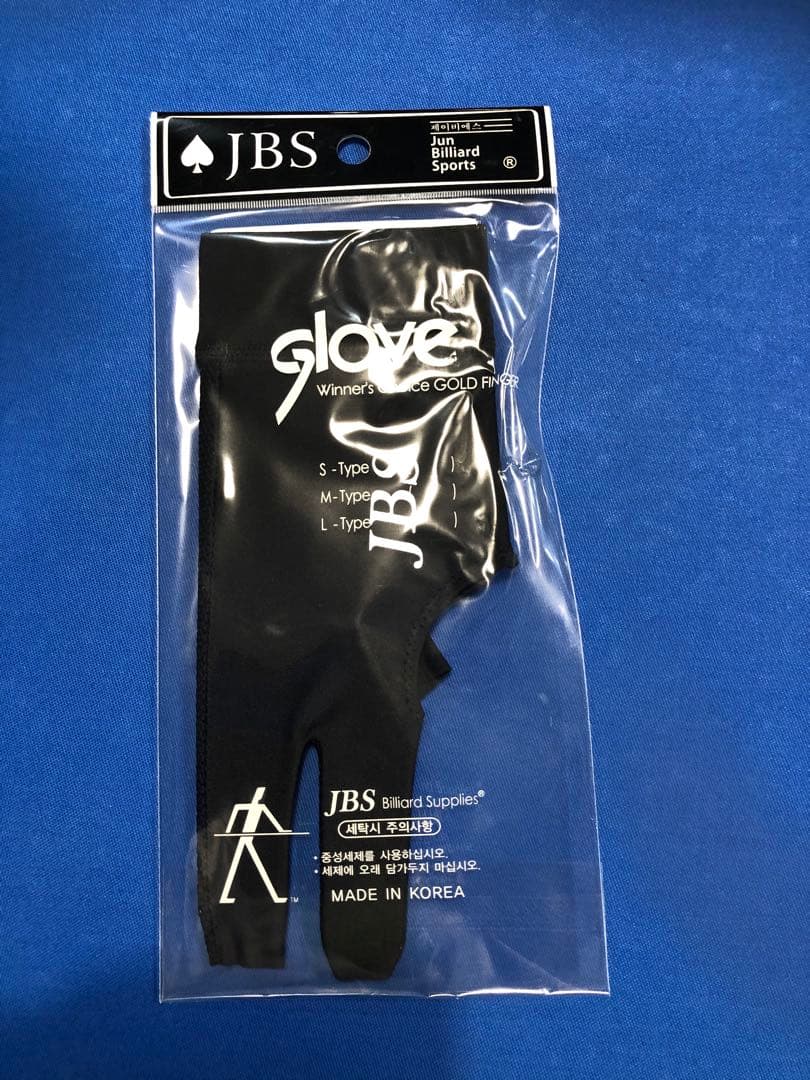 JBS
제이비에스
Jun
Billiard
Sports ®
glove
Winner's Choice GOLD FINGER
S -Type )
M-Type )
L -Type )
JBS
JBS Billiard Supplies®
세탁시 주의사항
• 중성세제를 사용하십시오.
• 세제에 오래 담가두지 마십시오.
TM
MADE IN KOREA